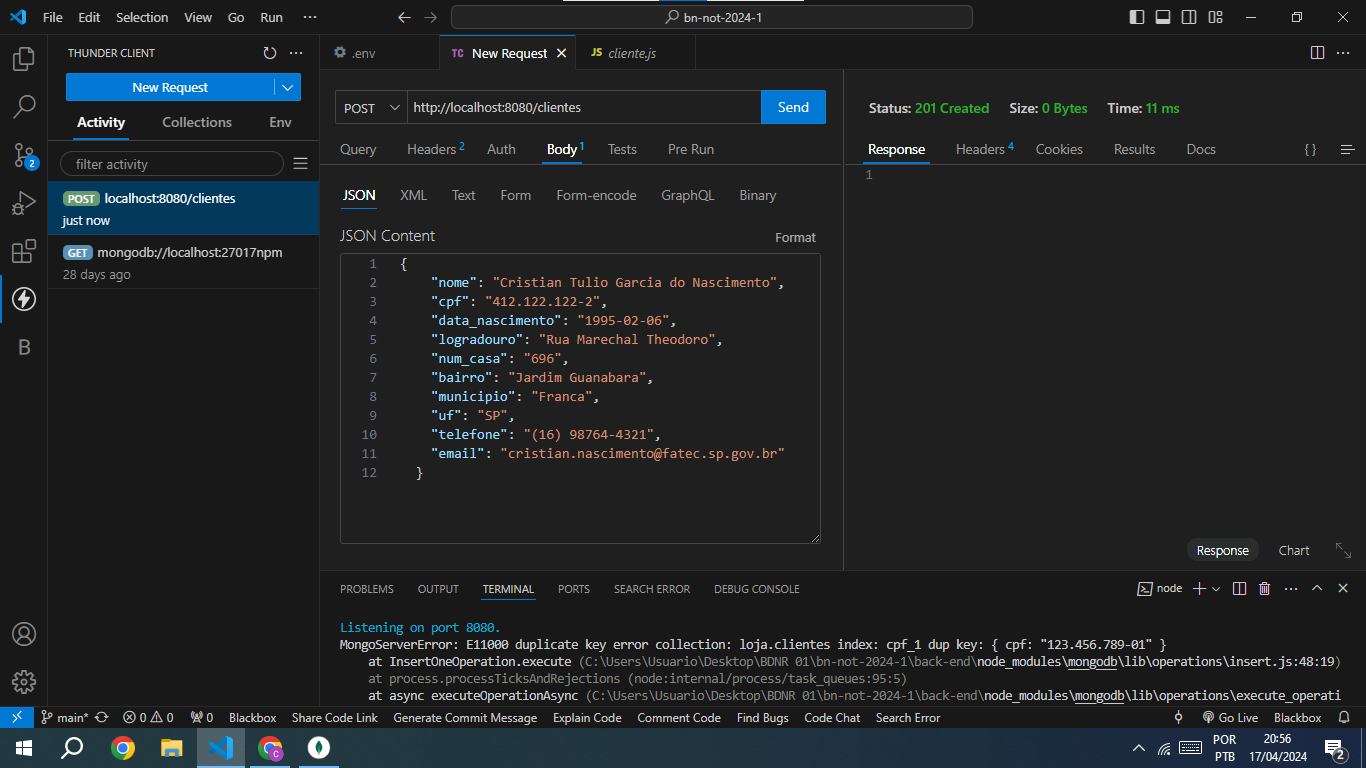 File Edit Selection View Go Run ··· bn-not-2024-1
THUNDER CLIENT
New Request
Activity Collections Env
filter activity
POST localhost:8080/clientes
just now
GET mongodb://localhost:27017npm
28 days ago
2
B
.env TC New Request JS cliente.js
POST http://localhost:8080/clientes Send
Query Headers 2 Auth Body 1 Tests Pre Run
JSON XML Text Form Form-encode GraphQL Binary
JSON Content Format
1 {
2 "nome": "Cristian Tulio Garcia do Nascimento",
3 "cpf": "412.122.122-2",
4 "data_nascimento": "1995-02-06",
5 "logradouro": "Rua Marechal Theodoro",
6 "num_casa": "696",
7 "bairro": "Jardim Guanabara",
8 "municipio": "Franca",
9 "uf": "SP",
10 "telefone": "(16) 98764-4321",
11 "email": "cristian.nascimento@fatec.sp.gov.br"
12 }
Status: 201 Created Size: 0 Bytes Time: 11 ms
Response Headers 4 Cookies Results Docs { }
1
Response Chart
PROBLEMS OUTPUT TERMINAL PORTS SEARCH ERROR DEBUG CONSOLE node
Listening on port 8080.
MongoServerError: E11000 duplicate key error collection: loja.clientes index: cpf_1 dup key: { cpf: "123.456.789-01" }
at InsertOneOperation.execute (C:\Users\Usuario\Desktop\BDNR 01\bn-not-2024-1\back-end\node_modules\mongodb\lib\operations\insert.js:48:19)
at process.processTicksAndRejections (node:internal/process/task_queues:95:5)
at async executeOperationAsync (C:\Users\Usuario\Desktop\BDNR 01\bn-not-2024-1\back-end\node_modules\mongodb\lib\operations\execute_operati
main* 0 0 0 Blackbox Share Code Link Generate Commit Message Explain Code Comment Code Find Bugs Code Chat Search Error Go Live Blackbox
C
POR
PTB
20:56
17/04/2024
2